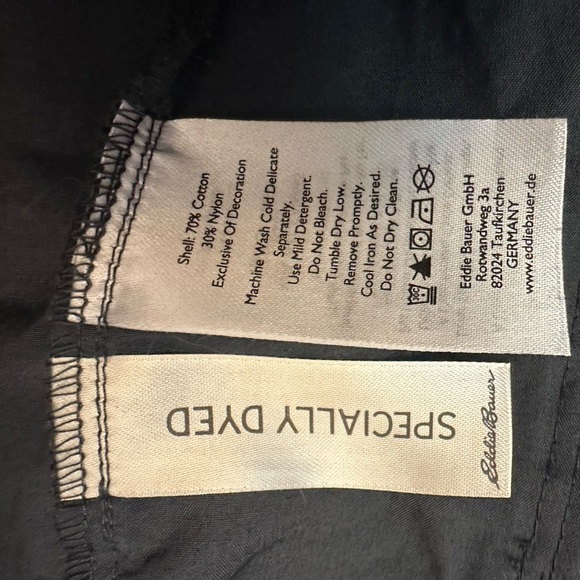 Shell: 70% Cotton
30% Nylon
Exclusive Of Decoration
Machine Wash Cold Delicate
Separately.
Use Mild Detergent.
Do Not Bleach.
Tumble Dry Low.
Remove Promptly.
Cool Iron As Desired.
Do Not Dry Clean.
30C
Eddie Bauer GmbH
Rotwandweg 3a
82024 Taufkirchen
GERMANY
www.eddiebauer.de
SPECIALLY DYED
Eddie Bauer